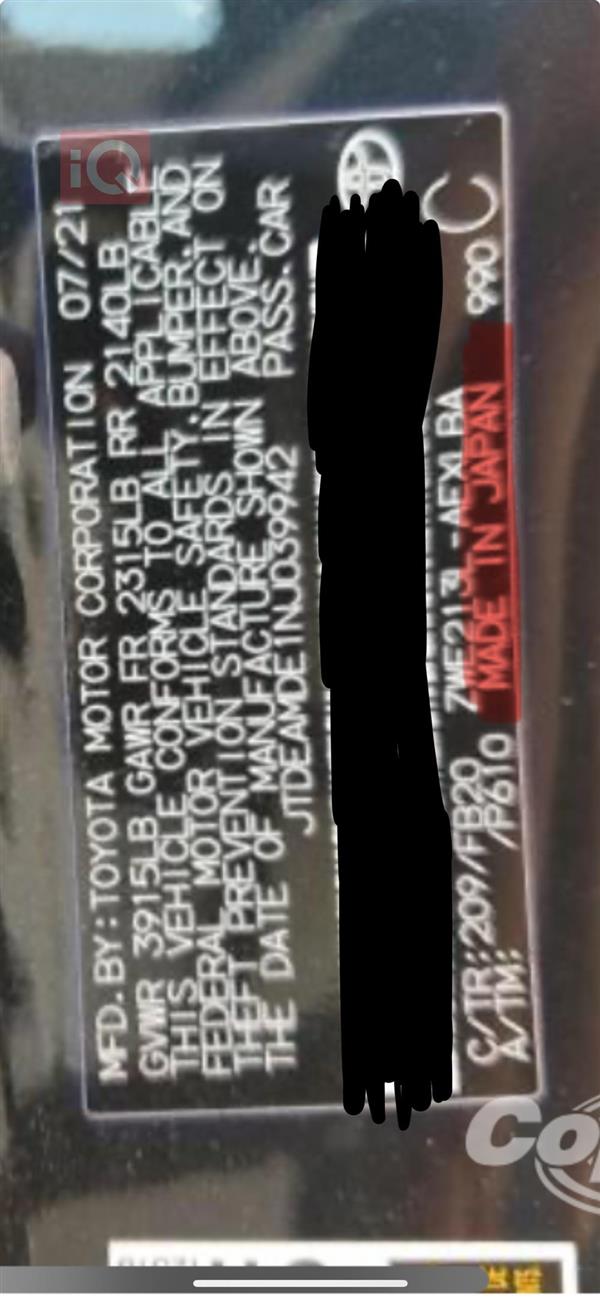 iQ
MFD.BY:TOYOTA MOTOR CORPORATION 07/21
GVWR 3915LB GAWR FR 2315LB RR 2140LB
THIS VEHICLE CONFORMS TO ALL APPLICABLE
FEDERAL MOTOR VEHICLE SAFETY,BUMPER,AND
THEFT PREVENTION STANDARDS IN EFFECT ON
THE DATE OF MANUFACTURE SHOWN ABOVE.
JTDEAMDE1NJ039942 PASS.CAR
ZWE213L-AEXLBA
C/TR:209/FB20
A/TM: /P610 MADE IN JAPAN 990
C
Cop